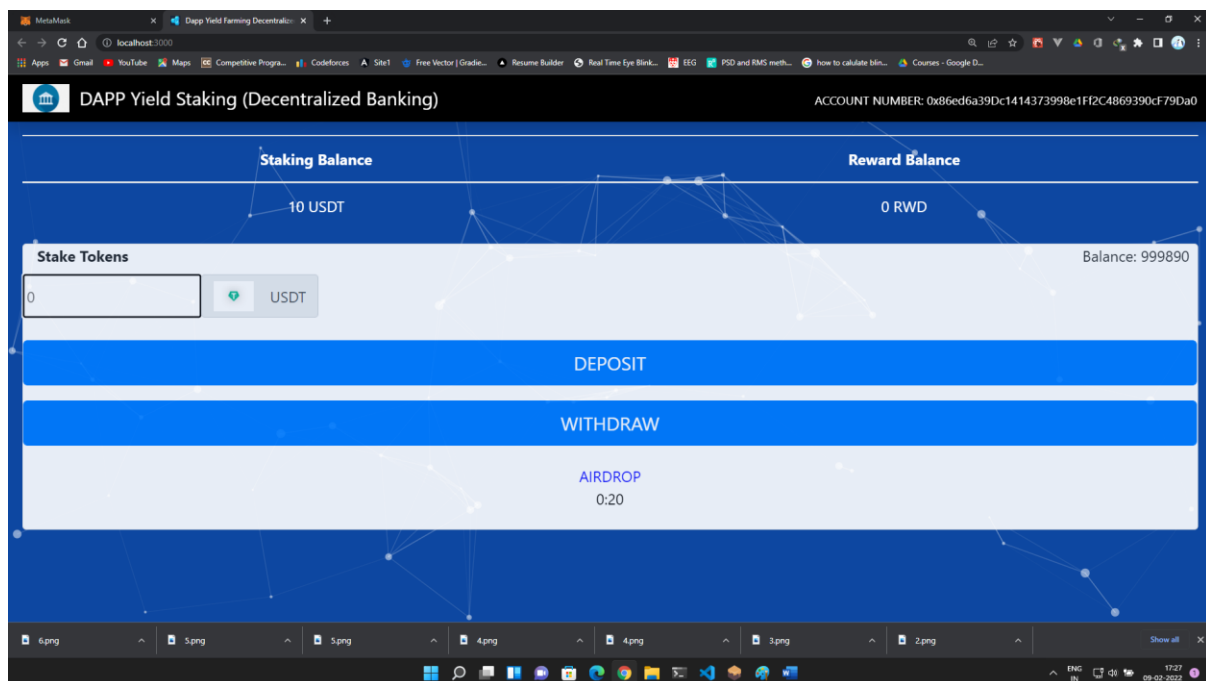 MetaMask
Dapp Yield Farming Decentraliz
localhost:3000
Apps Gmail YouTube Maps Competitive Progra... Codeforces Site1 Free Vector | Gradie... Resume Builder Real Time Eye Blink... EEG PSD and RMS meth... how to calulate blin... Courses - Google D...
DAPP Yield Staking (Decentralized Banking)
ACCOUNT NUMBER: 0x86ed6a39Dc1414373998e1Ff2C4869390cF79Da0
Staking Balance Reward Balance
10 USDT 0 RWD
Stake Tokens Balance: 999890
0 USDT
DEPOSIT
WITHDRAW
AIRDROP
0:20
6.png 5.png 5.png 4.png 4.png 3.png 2.png Show all
ENG 17:27
IN 09-02-2022